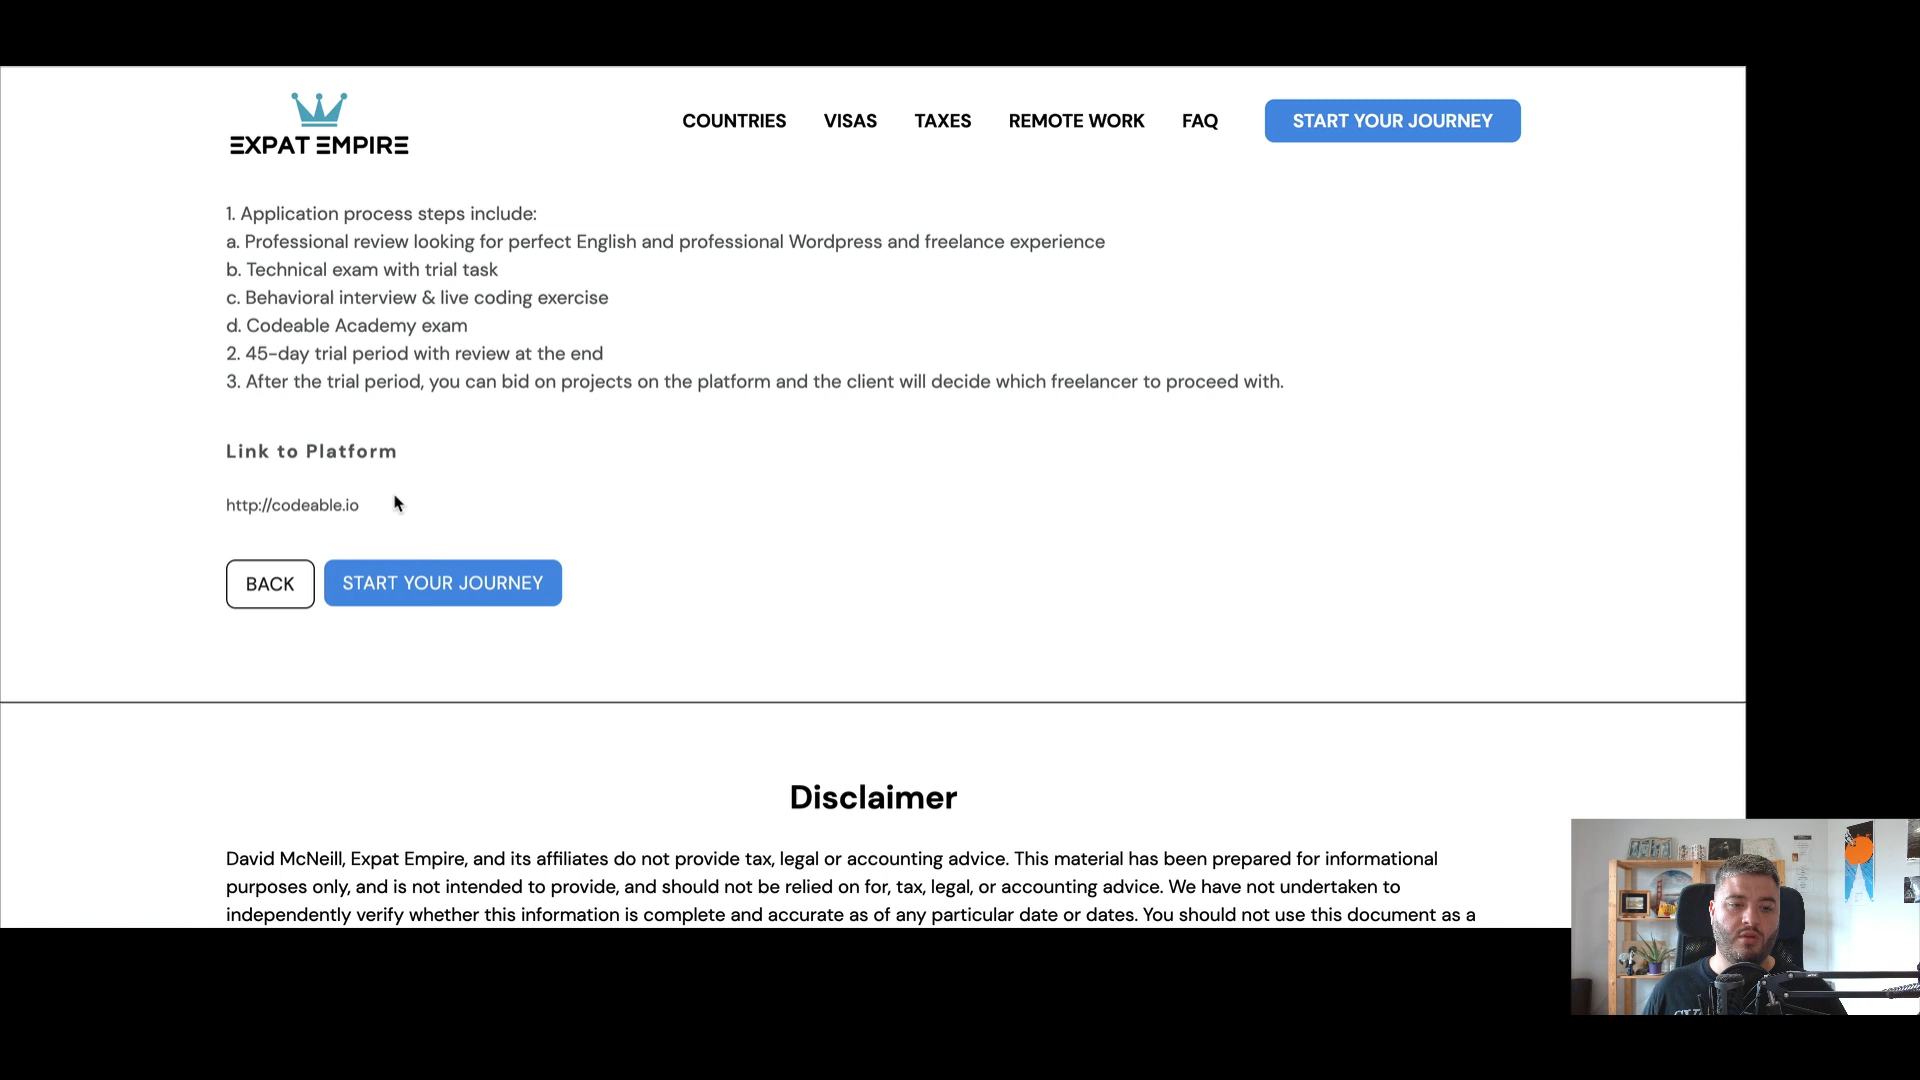 EXPAT EMPIRE
COUNTRIES VISAS TAXES REMOTE WORK FAQ START YOUR JOURNEY
1. Application process steps include:
a. Professional review looking for perfect English and professional Wordpress and freelance experience
b. Technical exam with trial task
c. Behavioral interview & live coding exercise
d. Codeable Academy exam
2. 45-day trial period with review at the end
3. After the trial period, you can bid on projects on the platform and the client will decide which freelancer to proceed with.
Link to Platform
http://codeable.io
BACK START YOUR JOURNEY
Disclaimer
David McNeill, Expat Empire, and its affiliates do not provide tax, legal or accounting advice. This material has been prepared for informational
purposes only, and is not intended to provide, and should not be relied on for, tax, legal, or accounting advice. We have not undertaken to
independently verify whether this information is complete and accurate as of any particular date or dates. You should not use this document as a